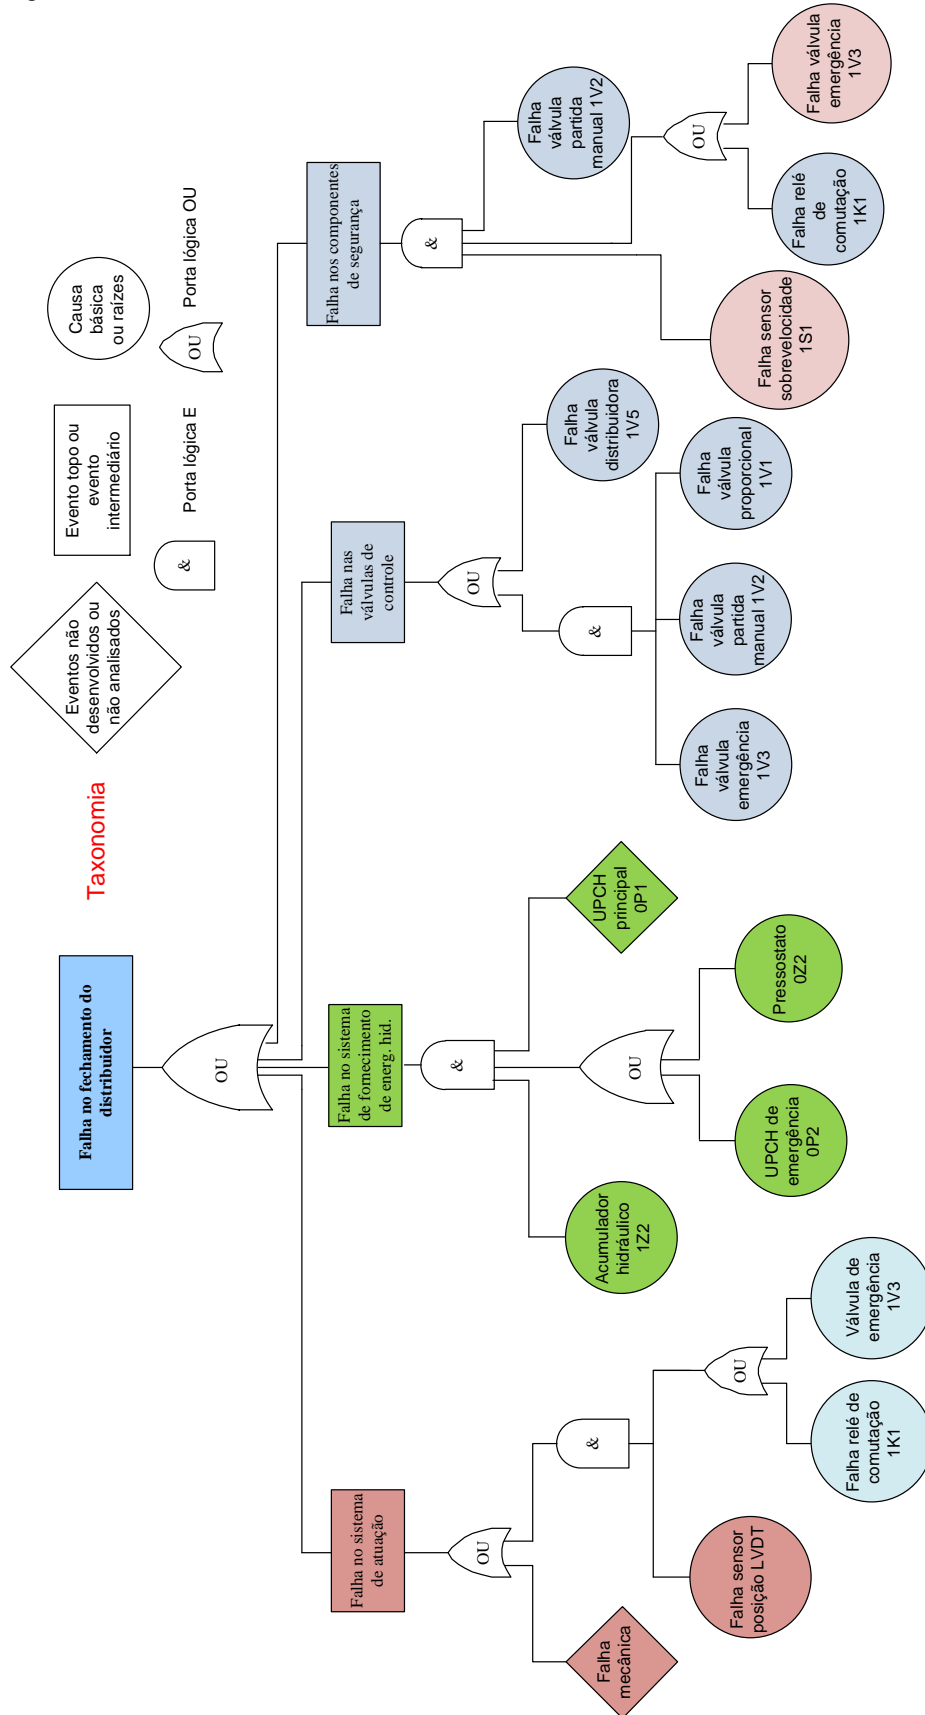 Taxonomia
Eventos não
desenvolvidos ou
não analisados
Evento topo ou
evento
intermediário
Causa
básica
ou raízes
&
Porta lógica E
OU
Porta lógica OU
Falha no fechamento do
distribuidor
OU
Falha no sistema
de atuação
OU
Falha
mecânica
&
Falha sensor
posição LVDT
OU
Falha relé de
comutação
1K1
Válvula de
emergência
1V3
Falha no sistema
de fornecimento
de energ. hid.
&
Acumulador
hidráulico
1Z2
OU
UPCH de
emergência
0P2
Pressostato
0Z2
UPCH
principal
0P1
Falha nas
válvulas de
controle
OU
&
Falha
válvula
emergência
1V3
Falha
válvula
partida
manual 1V2
Falha
válvula
proporcional
1V1
Falha
válvula
distribuidora
1V5
Falha nos componentes
de segurança
&
Falha sensor
sobrevelocidade
1S1
OU
Falha relé
de
comutação
1K1
Falha válvula
emergência
1V3
Falha
válvula
partida
manual 1V2